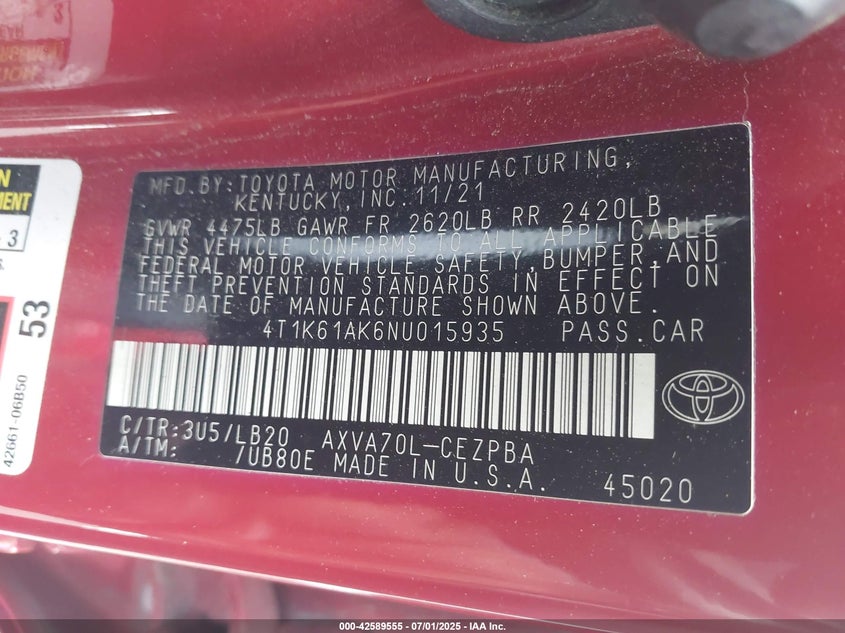 MFD.BY:TOYOTA MOTOR MANUFACTURING,
KENTUCKY, INC. 11/21
GVWR 4475LB GAWR FR 2620LB RR 2420LB
THIS VEHICLE CONFORMS TO ALL APPLICABLE
FEDERAL MOTOR VEHICLE SAFETY, BUMPER, AND
THEFT PREVENTION STANDARDS IN EFFECT ON
THE DATE OF MANUFACTURE SHOWN ABOVE.
4T1K61AK6NU015935 PASS.CAR
C/TR:3U5/LB20 AXVA70L-CEZPBA
A/TM: /UB80E MADE IN U.S.A.
45020
MENT
3
S.
53
42661-06B50
000-42589555 - 07/01/2025 - IAA Inc.